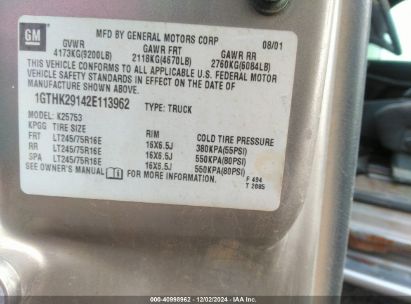 GM
MFD BY GENERAL MOTORS CORP 08/01
GVWR GAWR FRT GAWR RR
4173KG(9200LB) 2118KG(4670LB) 2760KG(6084LB)
THIS VEHICLE CONFORMS TO ALL APPLICABLE U.S. FEDERAL MOTOR
VEHICLE SAFETY STANDARDS IN EFFECT ON THE DATE OF
MANUFACTURE SHOWN ABOVE.
1GTHK29142E113962 TYPE: TRUCK
MODEL: K25753
KPGG TIRE SIZE RIM COLD TIRE PRESSURE
FRT LT245/75R16E 16X6.5J 380KPA(55PSI)
RR LT245/75R16E 16X6.5J 550KPA(80PSI)
SPA LT245/75R16E 16X6.5J 550KPA(80PSI)
SEE OWNER'S MANUAL FOR MORE INFORMATION. F 494
T 2085
150-40998962 - 12/02/2024 - IAA, Inc.